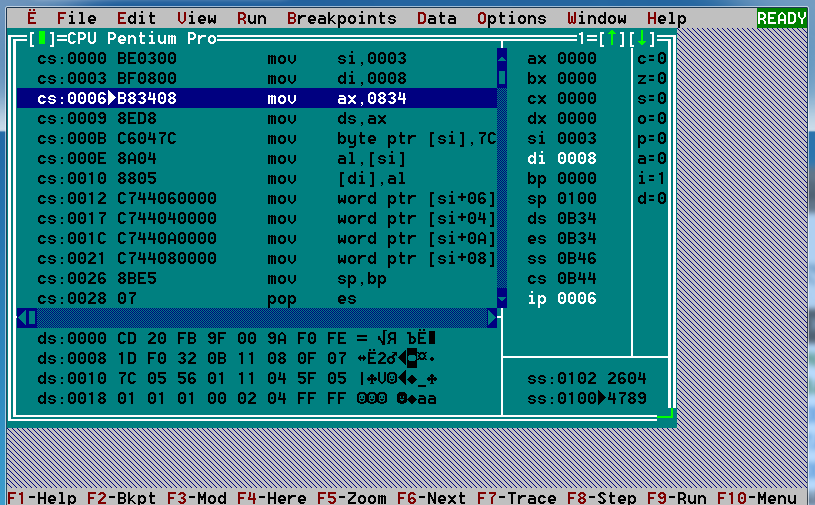 Ё File Edit View Run Breakpoints Data Options Window Help READY
[▮]=CPU Pentium Pro 1=[↑][↓]
cs:0000 BE0300 mov si,0003 ax 0000 c=0
cs:0003 BF0800 mov di,0008 bx 0000 z=0
cs:0006▶B83408 mov ax,0834 cx 0000 s=0
cs:0009 8ED8 mov ds,ax dx 0000 o=0
cs:000B C6047C mov byte ptr [si],7C si 0003 p=0
cs:000E 8A04 mov al,[si] di 0008 a=0
cs:0010 8805 mov [di],al bp 0000 i=1
cs:0012 C744060000 mov word ptr [si+06] sp 0100 d=0
cs:0017 C744040000 mov word ptr [si+04] ds 0B34
cs:001C C7440A0000 mov word ptr [si+0A] es 0B34
cs:0021 C744080000 mov word ptr [si+08] ss 0B46
cs:0026 8BE5 mov sp,bp cs 0B44
cs:0028 07 pop es ip 0006
ds:0000 CD 20 FB 9F 00 9A F0 FE = √Я ЪЁ■
ds:0008 1D F0 32 0B 11 08 0F 07 ↔Ё2♂◄◘¤•
ds:0010 7C 05 56 01 11 04 5F 05 |♣V☺◄♦_♣ ss:0102 2604
ds:0018 01 01 01 00 02 04 FF FF ☺☺☺ ☻♦ ss:0100▶4789
F1-Help F2-Bkpt F3-Mod F4-Here F5-Zoom F6-Next F7-Trace F8-Step F9-Run F10-Menu